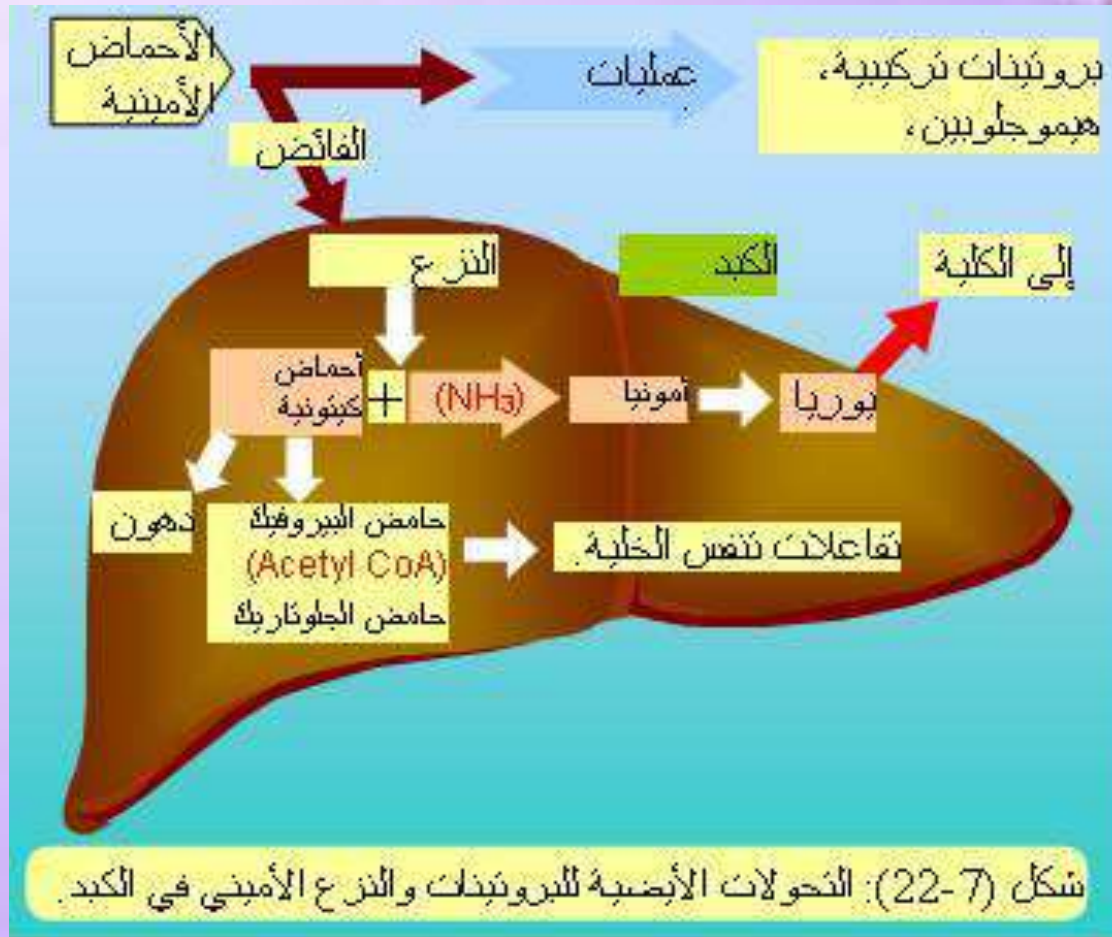 الأحماض
الأمينية
عمليات
بروتينات تركيبية،
هيموجلوبين،
الفائض
النزع
الكبد
إلى الكلية
أحماض
كيتونية
+
(NH3)
أمونيا
يوريا
دهون
حامض البيروفيك
(Acetyl CoA)
حامض الجلوتاريك
تفاعلات تنفس الخلية.
شكل (7-22): التحولات الأيضية للبروتينات والنزع الأميني في الكبد.